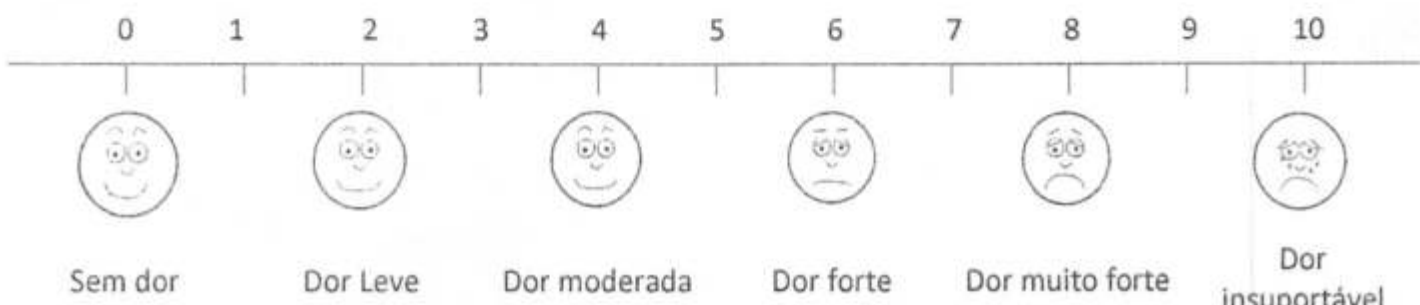 0 1 2 3 4 5 6 7 8 9 10
Sem dor Dor Leve Dor moderada Dor forte Dor muito forte Dor
insuportável